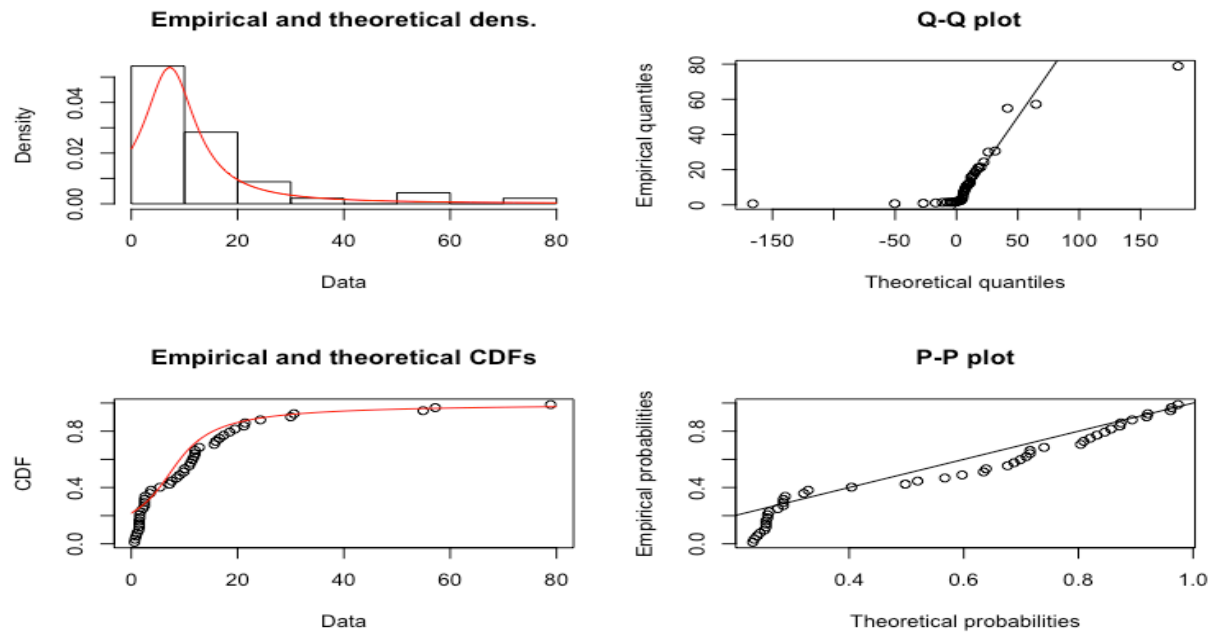 Empirical and theoretical dens.
Density
0.00
0.02
0.04
0 20 40 60 80
Data
Q-Q plot
Empirical quantiles
0 20 40 60 80
-150 -50 0 50 100 150
Theoretical quantiles
Empirical and theoretical CDFs
CDF
0.0 0.4 0.8
0 20 40 60 80
Data
P-P plot
Empirical probabilities
0.0 0.4 0.8
0.4 0.6 0.8 1.0
Theoretical probabilities